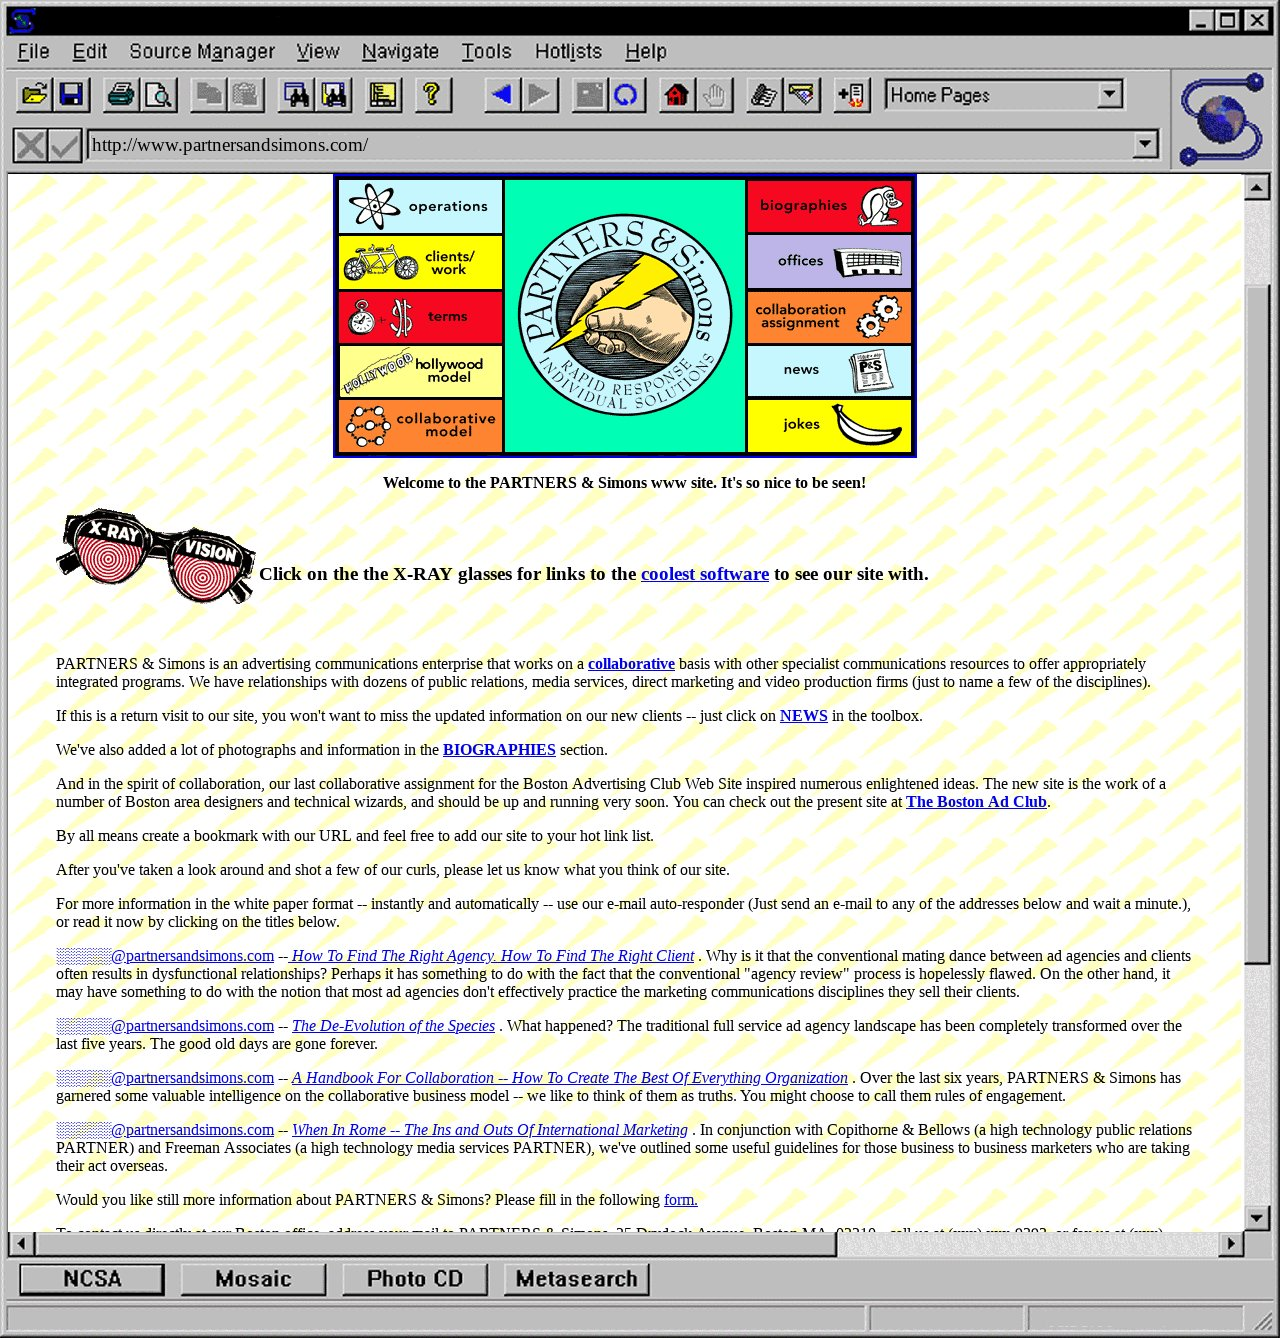 File Edit Source Manager View Navigate Tools Hotlists Help
Home Pages
http://www.partnersandsimons.com/
operations
clients/
work
terms
HOLLYWOOD
hollywood
model
collaborative
model
PARTNERS & Simons
RAPID RESPONSE
INDIVIDUAL SOLUTIONS
biographies
offices
collaboration
assignment
news
P&S
jokes
Welcome to the PARTNERS & Simons www site. It's so nice to be seen!
X-RAY VISION
Click on the the X-RAY glasses for links to the coolest software to see our site with.
PARTNERS & Simons is an advertising communications enterprise that works on a collaborative basis with other specialist communications resources to offer appropriately
integrated programs. We have relationships with dozens of public relations, media services, direct marketing and video production firms (just to name a few of the disciplines).
If this is a return visit to our site, you won't want to miss the updated information on our new clients -- just click on NEWS in the toolbox.
We've also added a lot of photographs and information in the BIOGRAPHIES section.
And in the spirit of collaboration, our last collaborative assignment for the Boston Advertising Club Web Site inspired numerous enlightened ideas. The new site is the work of a
number of Boston area designers and technical wizards, and should be up and running very soon. You can check out the present site at The Boston Ad Club.
By all means create a bookmark with our URL and feel free to add our site to your hot link list.
After you've taken a look around and shot a few of our curls, please let us know what you think of our site.
For more information in the white paper format -- instantly and automatically -- use our e-mail auto-responder (Just send an e-mail to any of the addresses below and wait a minute.),
or read it now by clicking on the titles below.
░░░░░@partnersandsimons.com -- How To Find The Right Agency. How To Find The Right Client . Why is it that the conventional mating dance between ad agencies and clients
often results in dysfunctional relationships? Perhaps it has something to do with the fact that the conventional "agency review" process is hopelessly flawed. On the other hand, it
may have something to do with the notion that most ad agencies don't effectively practice the marketing communications disciplines they sell their clients.
░░░░░@partnersandsimons.com -- The De-Evolution of the Species . What happened? The traditional full service ad agency landscape has been completely transformed over the
last five years. The good old days are gone forever.
░░░░░@partnersandsimons.com -- A Handbook For Collaboration -- How To Create The Best Of Everything Organization . Over the last six years, PARTNERS & Simons has
garnered some valuable intelligence on the collaborative business model -- we like to think of them as truths. You might choose to call them rules of engagement.
░░░░░@partnersandsimons.com -- When In Rome -- The Ins and Outs Of International Marketing . In conjunction with Copithorne & Bellows (a high technology public relations
PARTNER) and Freeman Associates (a high technology media services PARTNER), we've outlined some useful guidelines for those business to business marketers who are taking
their act overseas.
Would you like still more information about PARTNERS & Simons? Please fill in the following form.
NCSA Mosaic Photo CD Metasearch